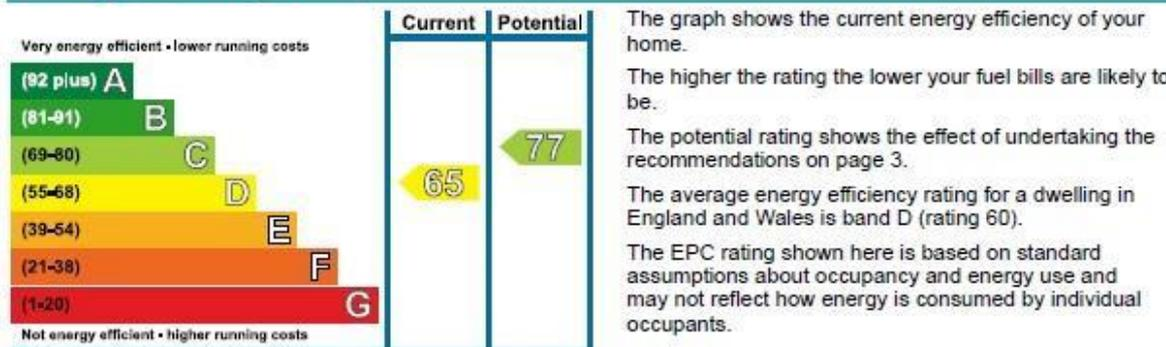 Current Potential
Very energy efficient • lower running costs
(92 plus) A
(81-91) B
(69-80) C
(55-68) D
(39-54) E
(21-38) F
(1-20) G
Not energy efficient • higher running costs
65
77
The graph shows the current energy efficiency of your
home.
The higher the rating the lower your fuel bills are likely to
be.
The potential rating shows the effect of undertaking the
recommendations on page 3.
The average energy efficiency rating for a dwelling in
England and Wales is band D (rating 60).
The EPC rating shown here is based on standard
assumptions about occupancy and energy use and
may not reflect how energy is consumed by individual
occupants.